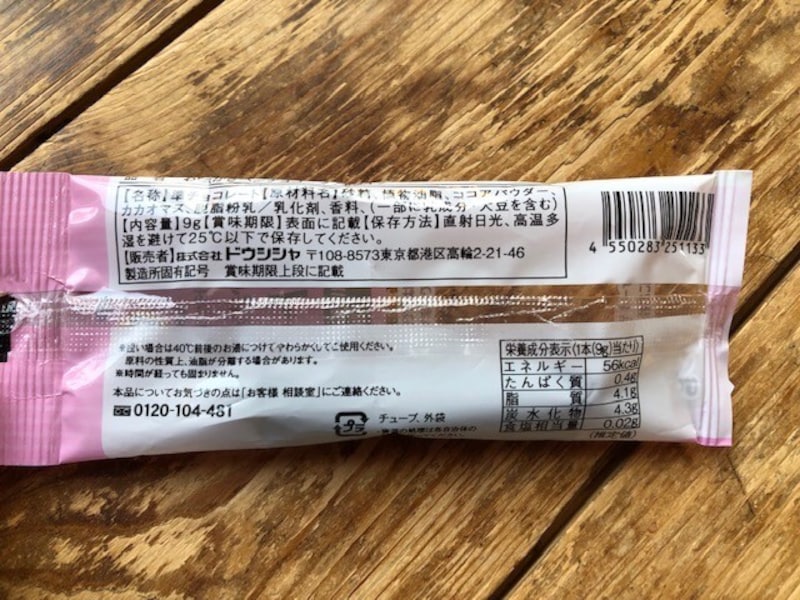 【名称】準チョコレート【原材料名】砂糖、植物油脂、ココアパウダー、
カカオマス、脱脂粉乳／乳化剤、香料、(一部に乳成分・大豆を含む)
【内容量】9g【賞味期限】表面に記載【保存方法】直射日光、高温多
湿を避けて25℃以下で保存してください。
【販売者】株式会社ドウシシャ 〒108-8573東京都港区高輪2-21-46
製造所固有記号 賞味期限上段に記載
4 550283 251133
※硬い場合は40℃前後のお湯につけてやわらかくしてご使用ください。
原料の性質上、油脂が分離する場合があります。
※時間が経っても固まりません。
本品についてお気づきの点は「お客様 相談室」にご連絡ください。
0120-104-481
プラ
チューブ、外袋
栄養成分表示(1本(9g)当たり)
エネルギー 56kcal
たんぱく質 0.4g
脂質 4.1g
炭水化物 4.3g
食塩相当量 0.02g
(推定値)